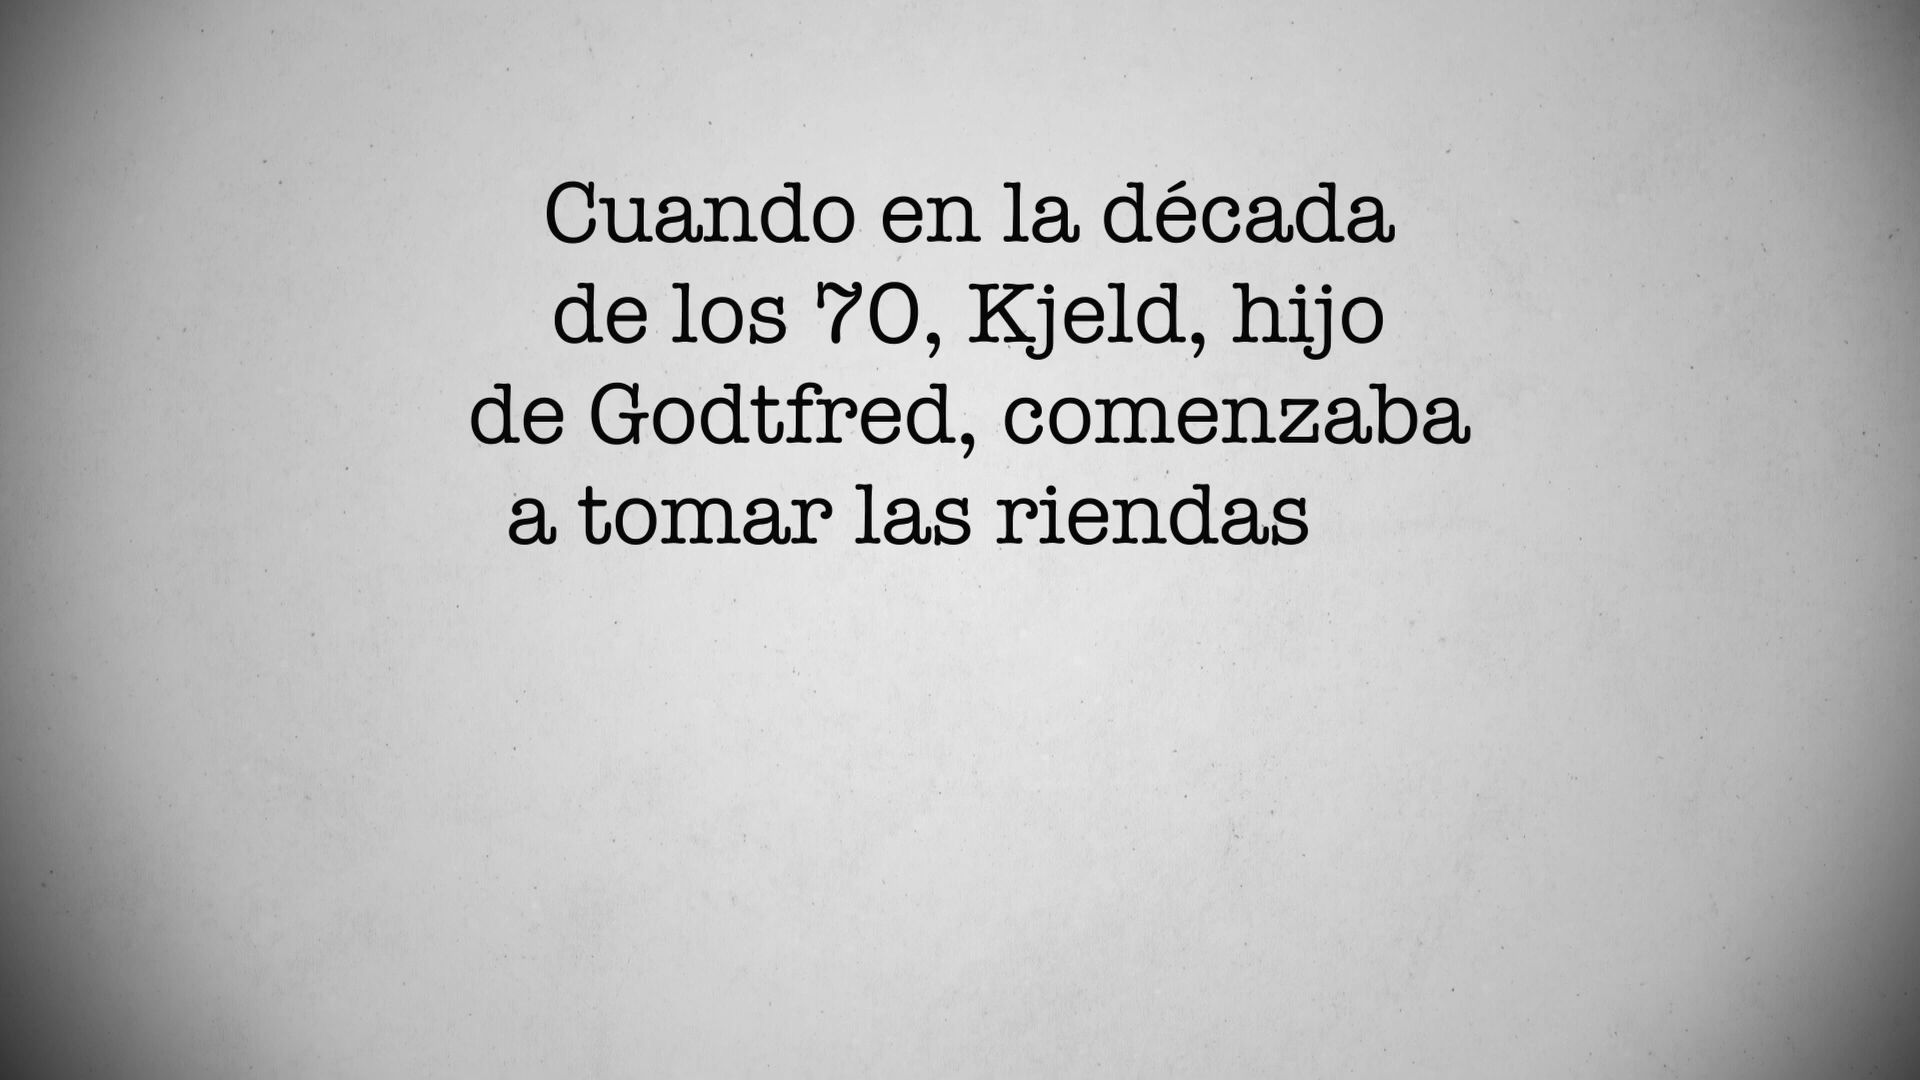 Cuando en la década
de los 70, Kjeld, hijo
de Godtfred, comenzaba
a tomar las riendas